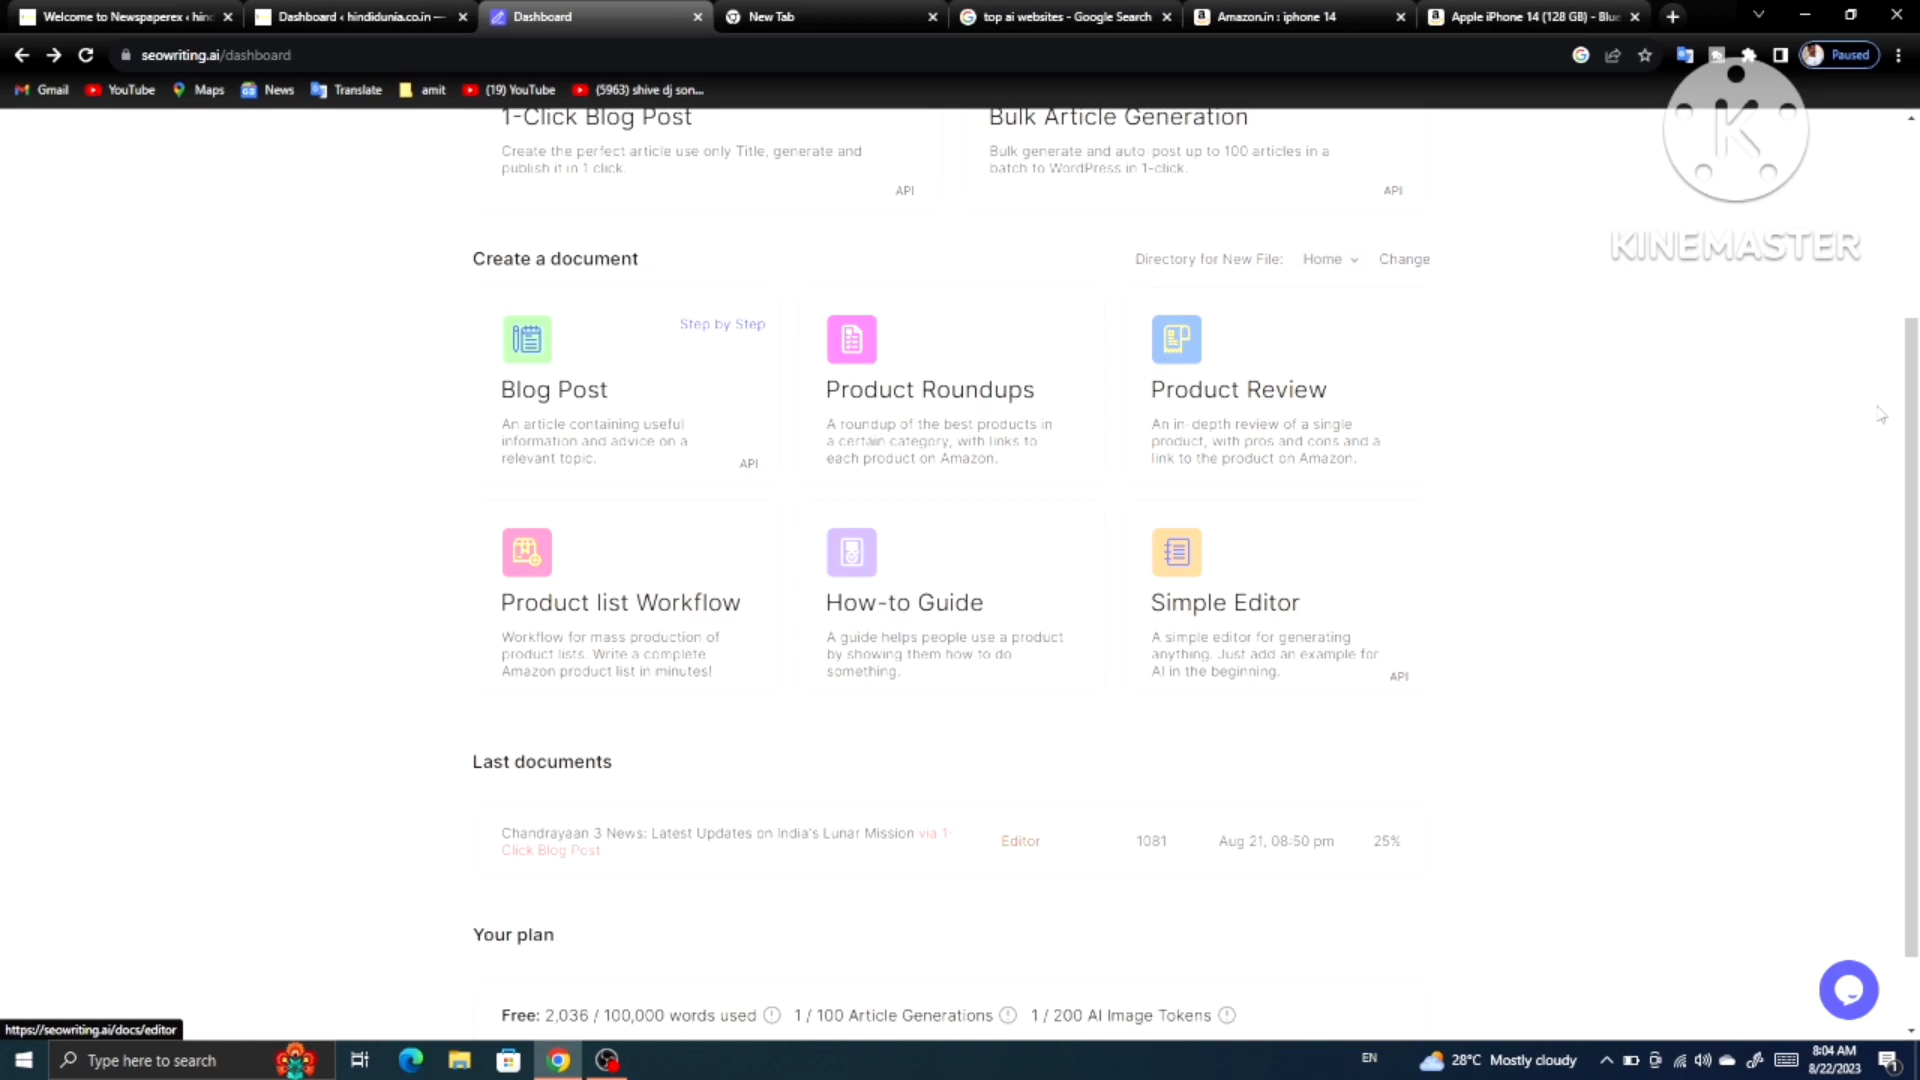 Welcome to Newspaperex ‹ hind
Dashboard ‹ hindidunia.co.in —
Dashboard
New Tab
top ai websites - Google Search
Amazon.in : iphone 14
Apple iPhone 14 (128 GB) - Blue
seowriting.ai/dashboard
Paused
Gmail
YouTube
Maps
News
Translate
amit
(19) YouTube
(5963) shive dj son...
K
KINEMASTER
1-Click Blog Post
Create the perfect article use only Title, generate and
publish it in 1 click.
API
Bulk Article Generation
Bulk generate and auto-post up to 100 articles in a
batch to WordPress in 1-click.
API
Create a document
Directory for New File: Home Change
Step by Step
Blog Post
An article containing useful
information and advice on a
relevant topic.
API
Product Roundups
A roundup of the best products in
a certain category, with links to
each product on Amazon.
Product Review
An in-depth review of a single
product, with pros and cons and a
link to the product on Amazon.
Product list Workflow
Workflow for mass production of
product lists. Write a complete
Amazon product list in minutes!
How-to Guide
A guide helps people use a product
by showing them how to do
something.
Simple Editor
A simple editor for generating
anything. Just add an example for
AI in the beginning.
API
Last documents
Chandrayaan 3 News: Latest Updates on India's Lunar Mission via 1-
Click Blog Post
Editor
1081
Aug 21, 08:50 pm
25%
Your plan
Free: 2,036 / 100,000 words used 1 / 100 Article Generations 1 / 200 AI Image Tokens
https://seowriting.ai/docs/editor
Type here to search
EN
28°C Mostly cloudy
8:04 AM
8/22/2023
1